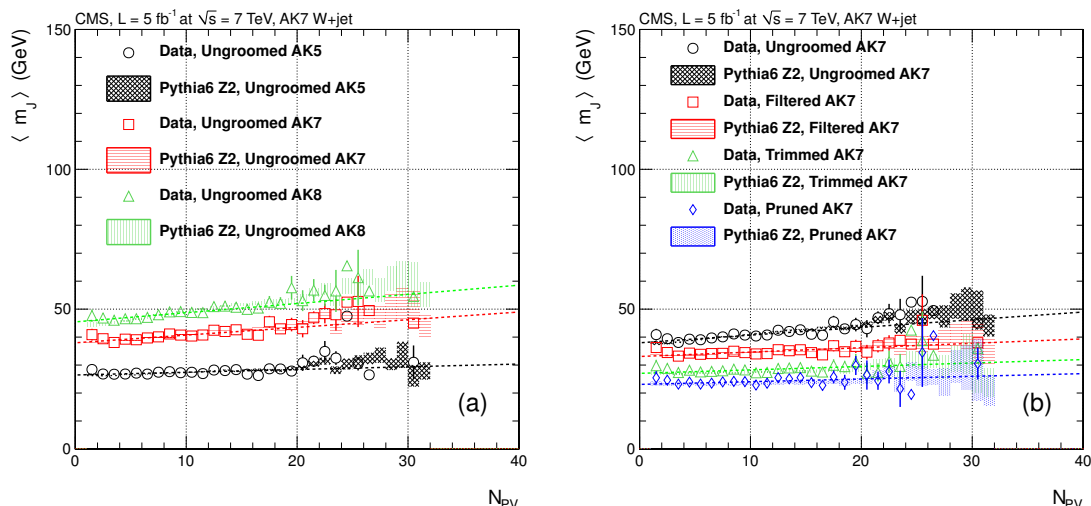 CMS, L = 5 fb⁻¹ at √s = 7 TeV, AK7 W+jet
⟨ m_J ⟩ (GeV)
150
100
50
0
Data, Ungroomed AK5
Pythia6 Z2, Ungroomed AK5
Data, Ungroomed AK7
Pythia6 Z2, Ungroomed AK7
Data, Ungroomed AK8
Pythia6 Z2, Ungroomed AK8
(a)
0 10 20 30 40
N_PV
CMS, L = 5 fb⁻¹ at √s = 7 TeV, AK7 W+jet
⟨ m_J ⟩ (GeV)
150
100
50
0
Data, Ungroomed AK7
Pythia6 Z2, Ungroomed AK7
Data, Filtered AK7
Pythia6 Z2, Filtered AK7
Data, Trimmed AK7
Pythia6 Z2, Trimmed AK7
Data, Pruned AK7
Pythia6 Z2, Pruned AK7
(b)
0 10 20 30 40
N_PV